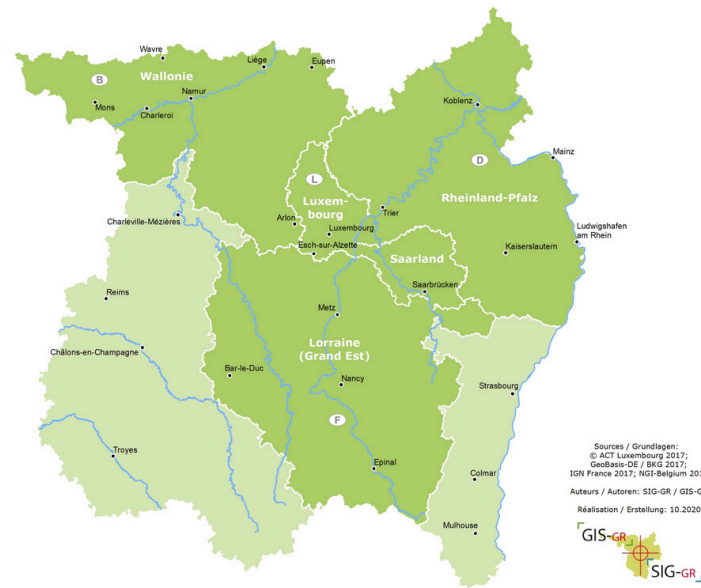 Wavre
Liège
Eupen
B
Wallonie
Namur
Mons
Charleroi
Koblenz
Mainz
D
L
Rheinland-Pfalz
Luxem-
bourg
Trier
Charleville-Mézières
Arlon
Luxembourg
Ludwigshafen
am Rhein
Esch-sur-Alzette
Kaiserslautern
Saarland
Saarbrücken
Reims
Metz
Lorraine
(Grand Est)
Châlons-en-Champagne
Bar-le-Duc
Nancy
Strasbourg
F
Troyes
Epinal
Colmar
Mulhouse
Sources / Grundlagen:
© ACT Luxembourg 2017;
GeoBasis-DE / BKG 2017;
IGN France 2017; NGI-Belgium 201
Auteurs / Autoren: SIG-GR / GIS-G
Réalisation / Erstellung: 10.2020
GIS-GR
SIG-GR